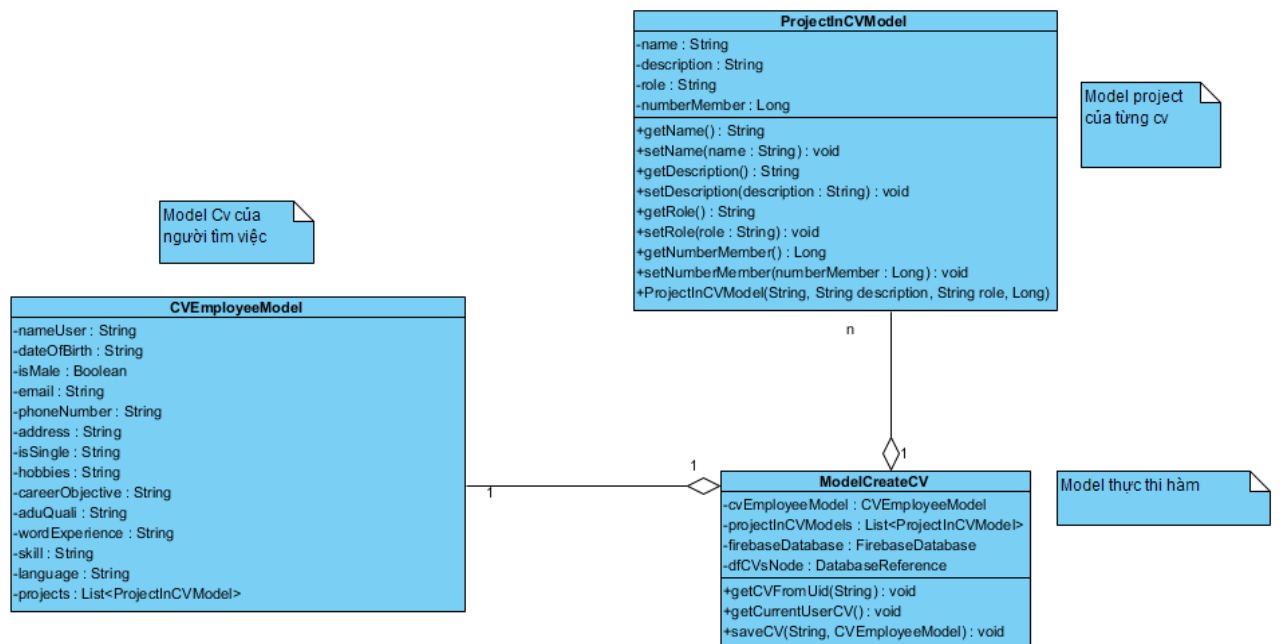 ProjectInCVModel
-name : String
-description : String
-role : String
-numberMember : Long
+getName() : String
+setName(name : String) : void
+getDescription() : String
+setDescription(description : String) : void
+getRole() : String
+setRole(role : String) : void
+getNumberMember() : Long
+setNumberMember(numberMember : Long) : void
+ProjectInCVModel(String, String description, String role, Long)
Model project
của từng cv
Model Cv của
người tìm việc
CVEmployeeModel
-nameUser : String
-dateOfBirth : String
-isMale : Boolean
-email : String
-phoneNumber : String
-address : String
-isSingle : String
-hobbies : String
-careerObjective : String
-aduQuali : String
-wordExperience : String
-skill : String
-language : String
-projects : List<ProjectInCVModel>
n
1
1
1
ModelCreateCV
-cvEmployeeModel : CVEmployeeModel
-projectInCVModels : List<ProjectInCVModel>
-firebaseDatabase : FirebaseDatabase
-dfCVsNode : DatabaseReference
+getCVFromUid(String) : void
+getCurrentUserCV() : void
+saveCV(String, CVEmployeeModel) : void
Model thực thi hàm